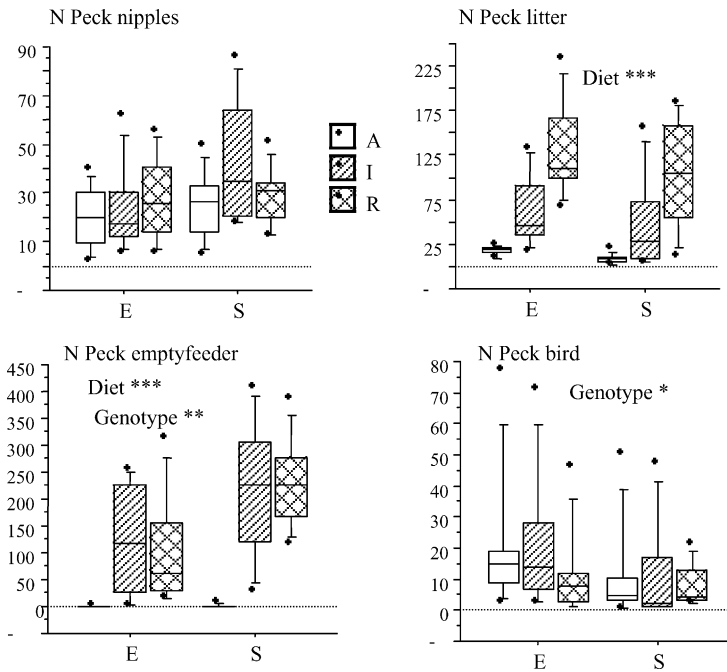 N Peck nipples
90
70
50
30
10
-
E S
A
I
R
N Peck litter
Diet ***
225
175
125
75
25
-
E S
N Peck emptyfeeder
Diet ***
Genotype **
450
350
300
250
200
150
100
50
0
-
E S
N Peck bird
Genotype *
80
70
60
50
40
30
20
10
0
-
E S